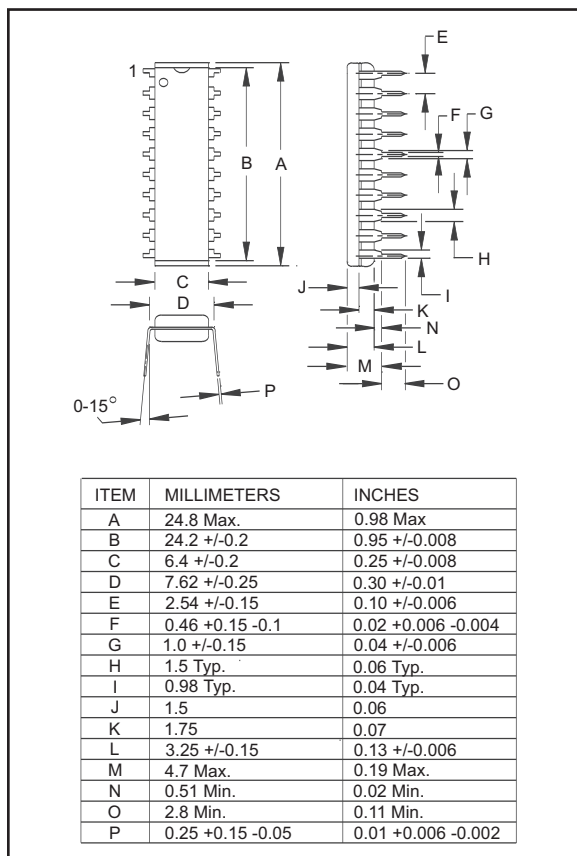 E
1
F
G
B
A
H
C
I
J
D
K
N
L
M
P
O
0-15°
ITEM MILLIMETERS INCHES
A 24.8 Max. 0.98 Max
B 24.2 +/-0.2 0.95 +/-0.008
C 6.4 +/-0.2 0.25 +/-0.008
D 7.62 +/-0.25 0.30 +/-0.01
E 2.54 +/-0.15 0.10 +/-0.006
F 0.46 +0.15 -0.1 0.02 +0.006 -0.004
G 1.0 +/-0.15 0.04 +/-0.006
H 1.5 Typ. 0.06 Typ.
I 0.98 Typ. 0.04 Typ.
J 1.5 0.06
K 1.75 0.07
L 3.25 +/-0.15 0.13 +/-0.006
M 4.7 Max. 0.19 Max.
N 0.51 Min. 0.02 Min.
O 2.8 Min. 0.11 Min.
P 0.25 +0.15 -0.05 0.01 +0.006 -0.002